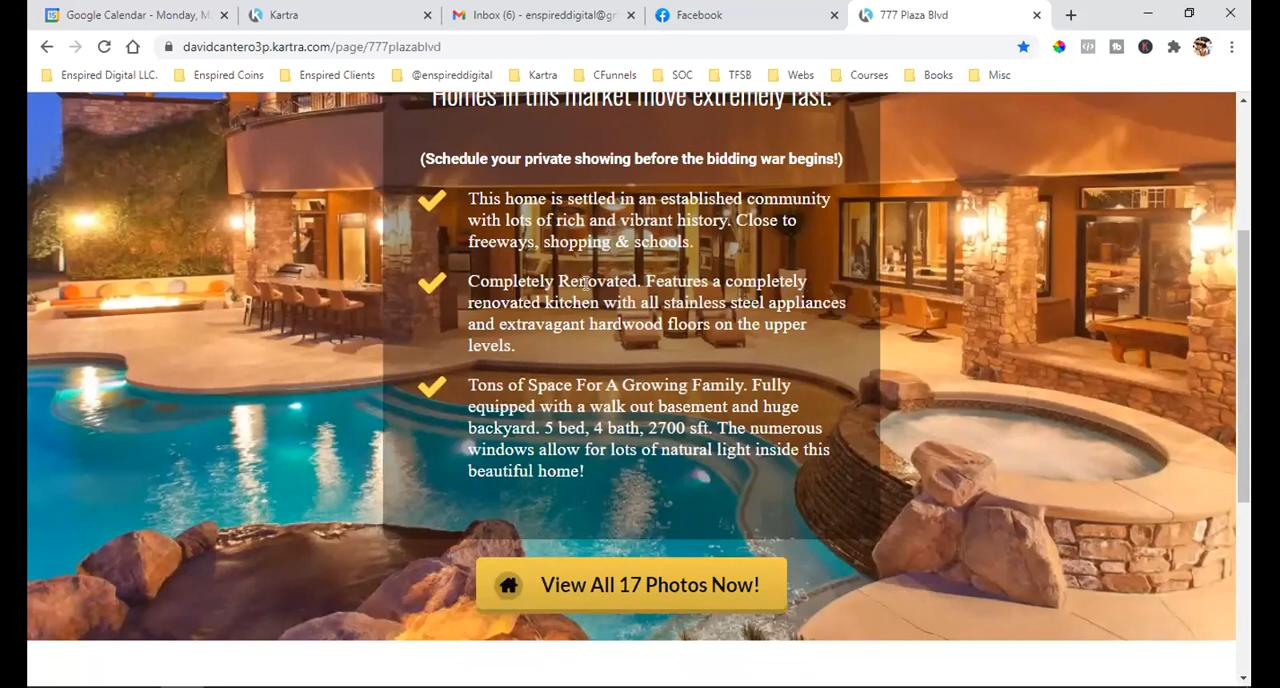 Google Calendar - Monday, M
Kartra
Inbox (6) - enspireddigital@gm
Facebook
777 Plaza Blvd
davidcantero3p.kartra.com/page/777plazablvd
Enspired Digital LLC.
Enspired Coins
Enspired Clients
@enspireddigital
Kartra
CFunnels
SOC
TFSB
Webs
Courses
Books
Misc
Homes in this market move extremely fast.
(Schedule your private showing before the bidding war begins!)
This home is settled in an established community
with lots of rich and vibrant history. Close to
freeways, shopping & schools.
Completely Renovated. Features a completely
renovated kitchen with all stainless steel appliances
and extravagant hardwood floors on the upper
levels.
Tons of Space For A Growing Family. Fully
equipped with a walk out basement and huge
backyard. 5 bed, 4 bath, 2700 sft. The numerous
windows allow for lots of natural light inside this
beautiful home!
View All 17 Photos Now!